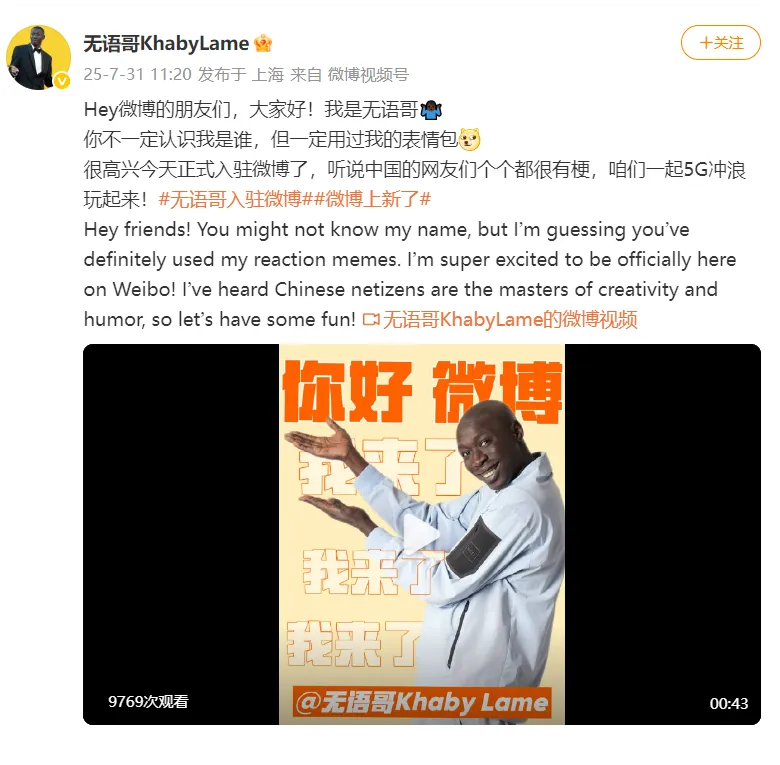 无语哥KhabyLame
+关注
25-7-31 11:20 发布于 上海 来自 微博视频号
Hey微博的朋友们，大家好！我是无语哥🤷🏿‍♂️
你不一定认识我是谁，但一定用过我的表情包
很高兴今天正式入驻微博了，听说中国的网友们个个都很有梗，咱们一起5G冲浪
玩起来！#无语哥入驻微博##微博上新了#
Hey friends! You might not know my name, but I’m guessing you’ve
definitely used my reaction memes. I’m super excited to be officially here
on Weibo! I’ve heard Chinese netizens are the masters of creativity and
humor, so let’s have some fun! 无语哥KhabyLame的微博视频
你好 微博
我来了
我来了
我来了
@无语哥Khaby Lame
9769次观看
00:43